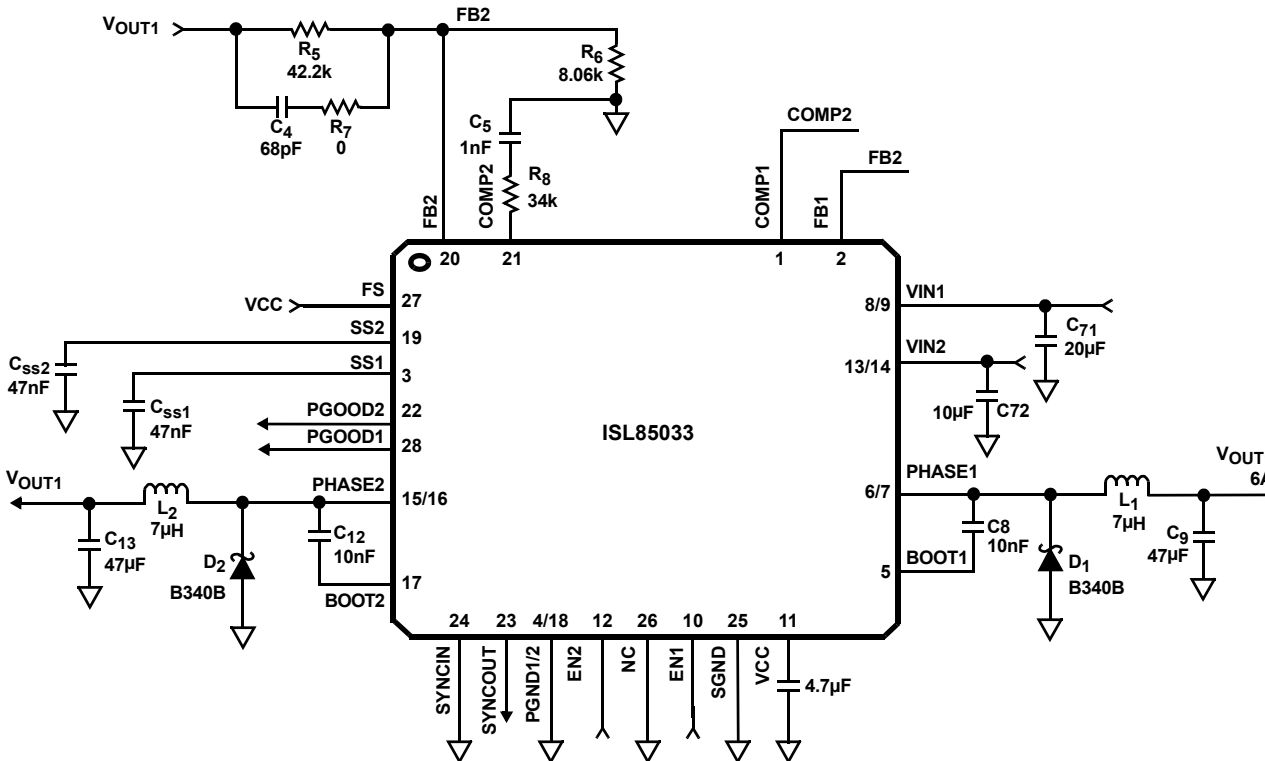 VOUT1
FB2
R5
42.2k
R6
8.06k
C4
68pF
R7
0
C5
1nF
R8
34k
COMP2
FB2
COMP2
FB2
COMP1
FB1
20
21
1
2
VCC
FS
27
SS2
19
SS1
3
PGOOD2
22
PGOOD1
28
Css2
47nF
Css1
47nF
ISL85033
8/9
VIN1
C71
20µF
13/14
VIN2
10µF
C72
VOUT1
L2
7µH
PHASE2
15/16
C13
47µF
D2
B340B
C12
10nF
17
BOOT2
6/7
PHASE1
L1
7µH
VOUT
6A
C8
10nF
5
BOOT1
D1
B340B
C9
47µF
24
23
4/18
12
26
10
25
11
SYNCIN
SYNCOUT
PGND1/2
EN2
NC
EN1
SGND
VCC
4.7µF